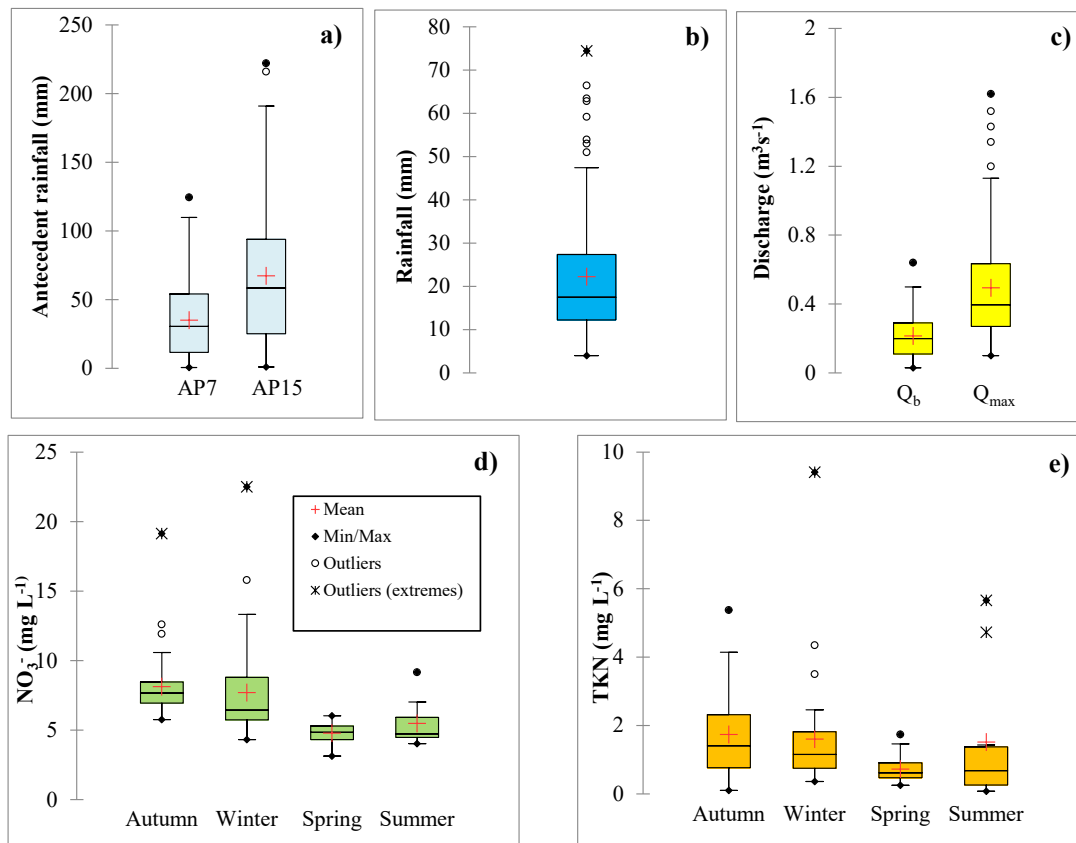 a)
Antecedent rainfall (mm)
250
200
150
100
50
0
AP7 AP15
b)
Rainfall (mm)
80
70
60
50
40
30
20
10
0
c)
Discharge (m³s⁻¹)
2
1.6
1.2
0.8
0.4
0
Q_b Q_max
d)
NO₃⁻ (mg L⁻¹)
25
20
15
10
5
0
Mean
Min/Max
Outliers
Outliers (extremes)
Autumn Winter Spring Summer
e)
TKN (mg L⁻¹)
10
8
6
4
2
0
Autumn Winter Spring Summer